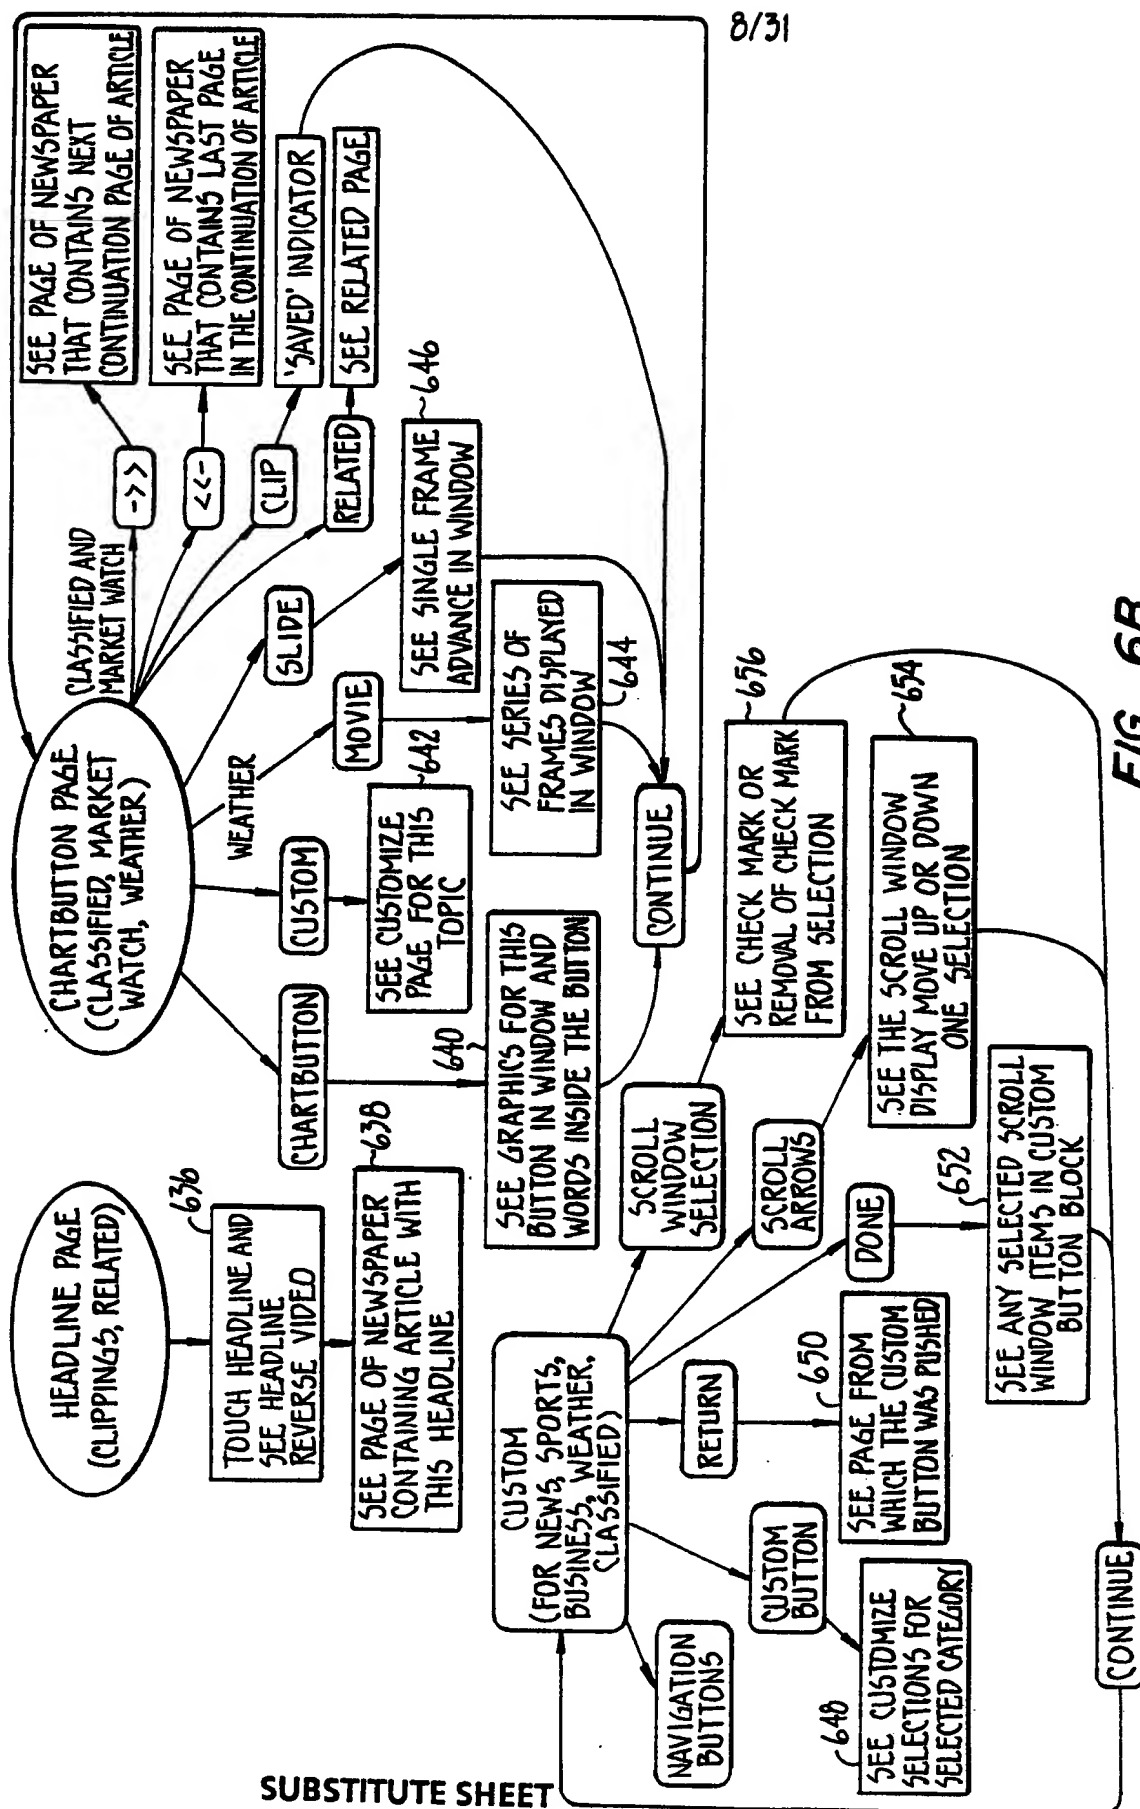 8/31
HEADLINE PAGE
(CLIPPINGS, RELATED)
636
TOUCH HEADLINE AND
SEE HEADLINE
REVERSE VIDEO
638
SEE PAGE OF NEWSPAPER
CONTAINING ARTICLE WITH
THIS HEADLINE
CHARTBUTTON PAGE
(CLASSIFIED, MARKET
WATCH, WEATHER)
CHARTBUTTON
640
SEE GRAPHICS FOR THIS
BUTTON IN WINDOW AND
WORDS INSIDE THE BUTTON
CUSTOM
642
SEE CUSTOMIZE
PAGE FOR THIS
TOPIC
WEATHER
MOVIE
SEE SERIES OF
FRAMES DISPLAYED
IN WINDOW
644
SLIDE
646
SEE SINGLE FRAME
ADVANCE IN WINDOW
CLASSIFIED AND
MARKET WATCH
->>
SEE PAGE OF NEWSPAPER
THAT CONTAINS NEXT
CONTINUATION PAGE OF ARTICLE
<<-
SEE PAGE OF NEWSPAPER
THAT CONTAINS LAST PAGE
IN THE CONTINUATION OF ARTICLE
CLIP
'SAVED' INDICATOR
RELATED
SEE RELATED PAGE
CONTINUE
CUSTOM
(FOR NEWS, SPORTS,
BUSINESS, WEATHER,
CLASSIFIED)
NAVIGATION
BUTTONS
CUSTOM
BUTTON
648
SEE CUSTOMIZE
SELECTIONS FOR
SELECTED CATEGORY
RETURN
650
SEE PAGE FROM
WHICH THE CUSTOM
BUTTON WAS PUSHED
DONE
652
SEE ANY SELECTED SCROLL
WINDOW ITEMS IN CUSTOM
BUTTON BLOCK
SCROLL
ARROWS
654
SEE THE SCROLL WINDOW
DISPLAY MOVE UP OR DOWN
ONE SELECTION
SCROLL
WINDOW
SELECTION
656
SEE CHECK MARK OR
REMOVAL OF CHECK MARK
FROM SELECTION
CONTINUE
FIG. 6B
SUBSTITUTE SHEET